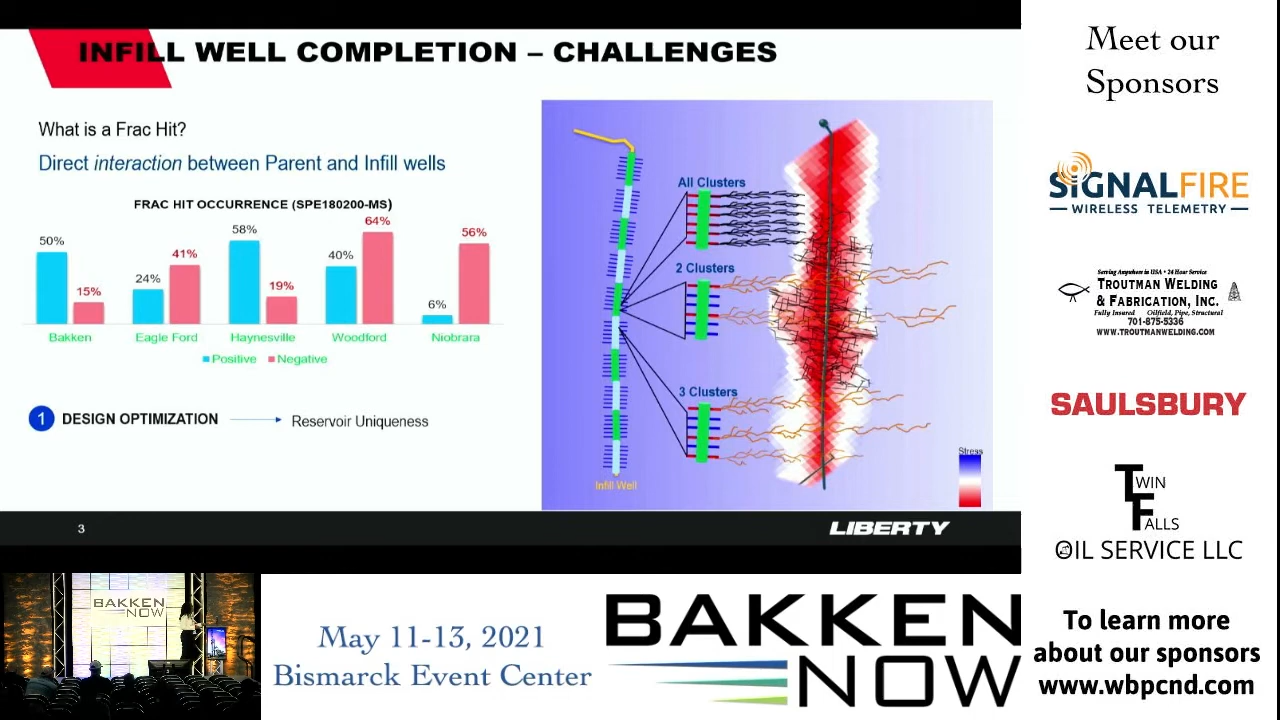 INFILL WELL COMPLETION – CHALLENGES
What is a Frac Hit?
Direct interaction between Parent and Infill wells
FRAC HIT OCCURRENCE (SPE180200-MS)
50%
15%
24%
41%
58%
19%
40%
64%
6%
56%
Bakken
Eagle Ford
Haynesville
Woodford
Niobrara
Positive
Negative
1 DESIGN OPTIMIZATION
Reservoir Uniqueness
All Clusters
2 Clusters
3 Clusters
Infill Well
Stress
3
LIBERTY
BAKKEN
NOW
May 11-13, 2021
Bismarck Event Center
BAKKEN
NOW
Meet our
Sponsors
SIGNALFIRE
WIRELESS TELEMETRY
Serving Anywhere in USA • 24 Hour Service
TROUTMAN WELDING
& FABRICATION, INC.
Fully Insured Oilfield, Pipe, Structural
701-875-5336
WWW.TROUTMANWELDING.COM
SAULSBURY
TWIN
FALLS
OIL SERVICE LLC
To learn more
about our sponsors
www.wbpcnd.com